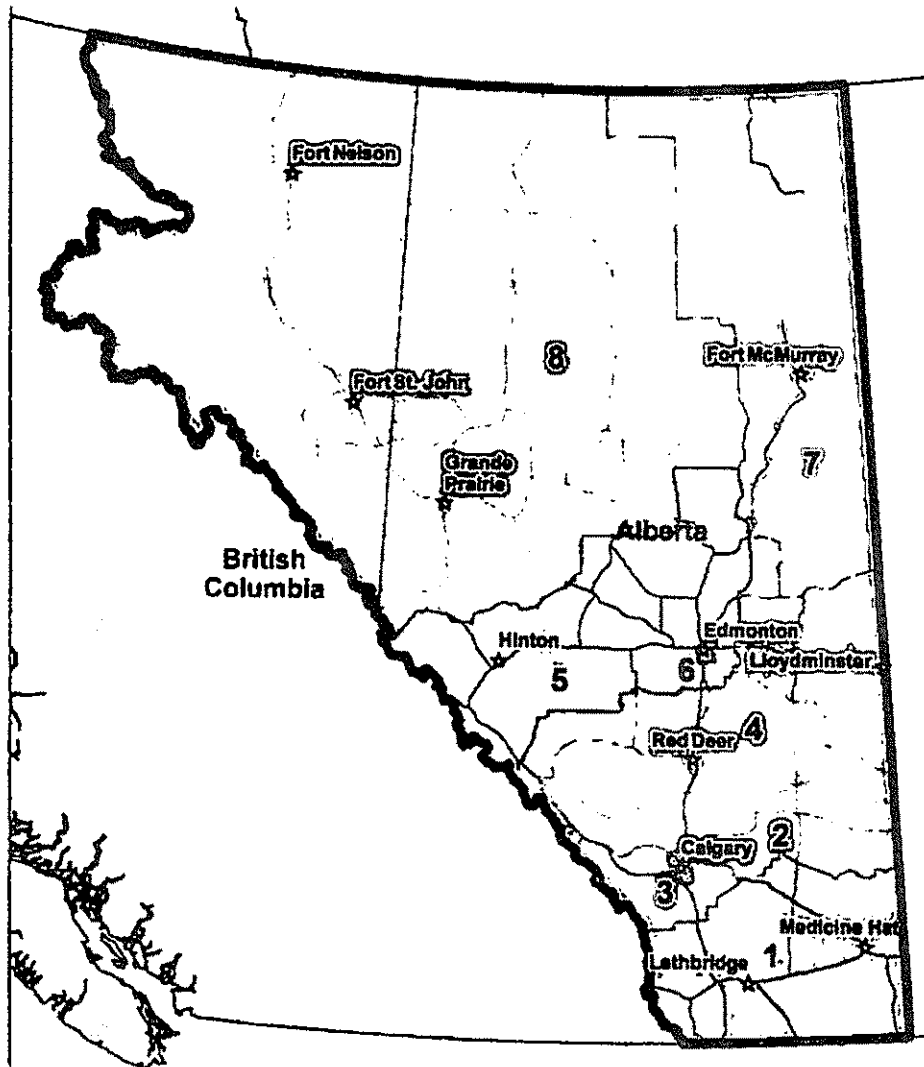 Fort Nelson
8
Fort McMurray
Fort St. John
7
Grande
Prairie
Alberta
British
Columbia
Edmonton
Hinton
6
Lloydminster
5
4
Red Deer
2
Calgary
3
Medicine Hat
1
Lethbridge